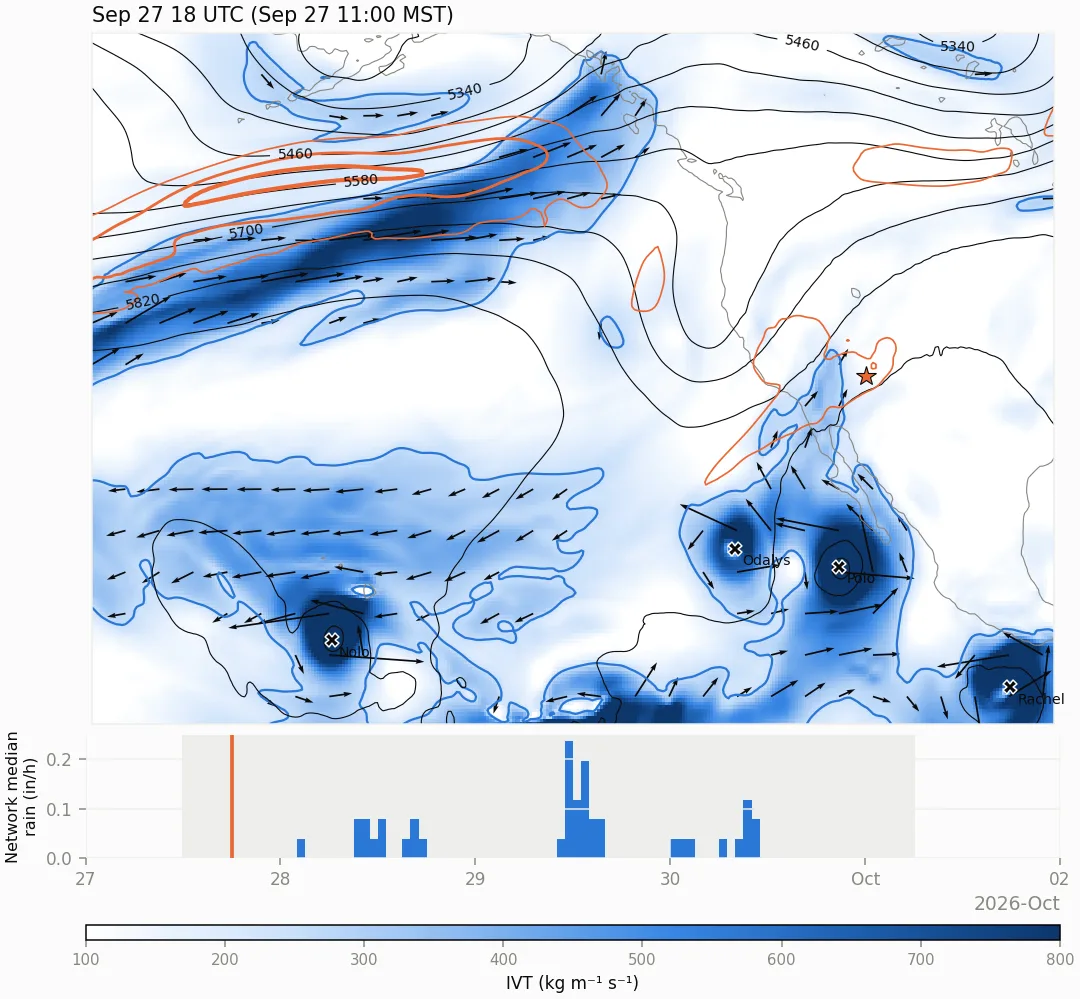 Sep 27 18 UTC (Sep 27 11:00 MST)
5460
5340
5340
5460
5580
5700
5820
Odalys
Polo
Nolo
Rachel
Network median
rain (in/h)
0.2
0.1
0.0
27
28
29
30
Oct
02
2026-Oct
100
200
300
400
500
600
700
800
IVT (kg m⁻¹ s⁻¹)